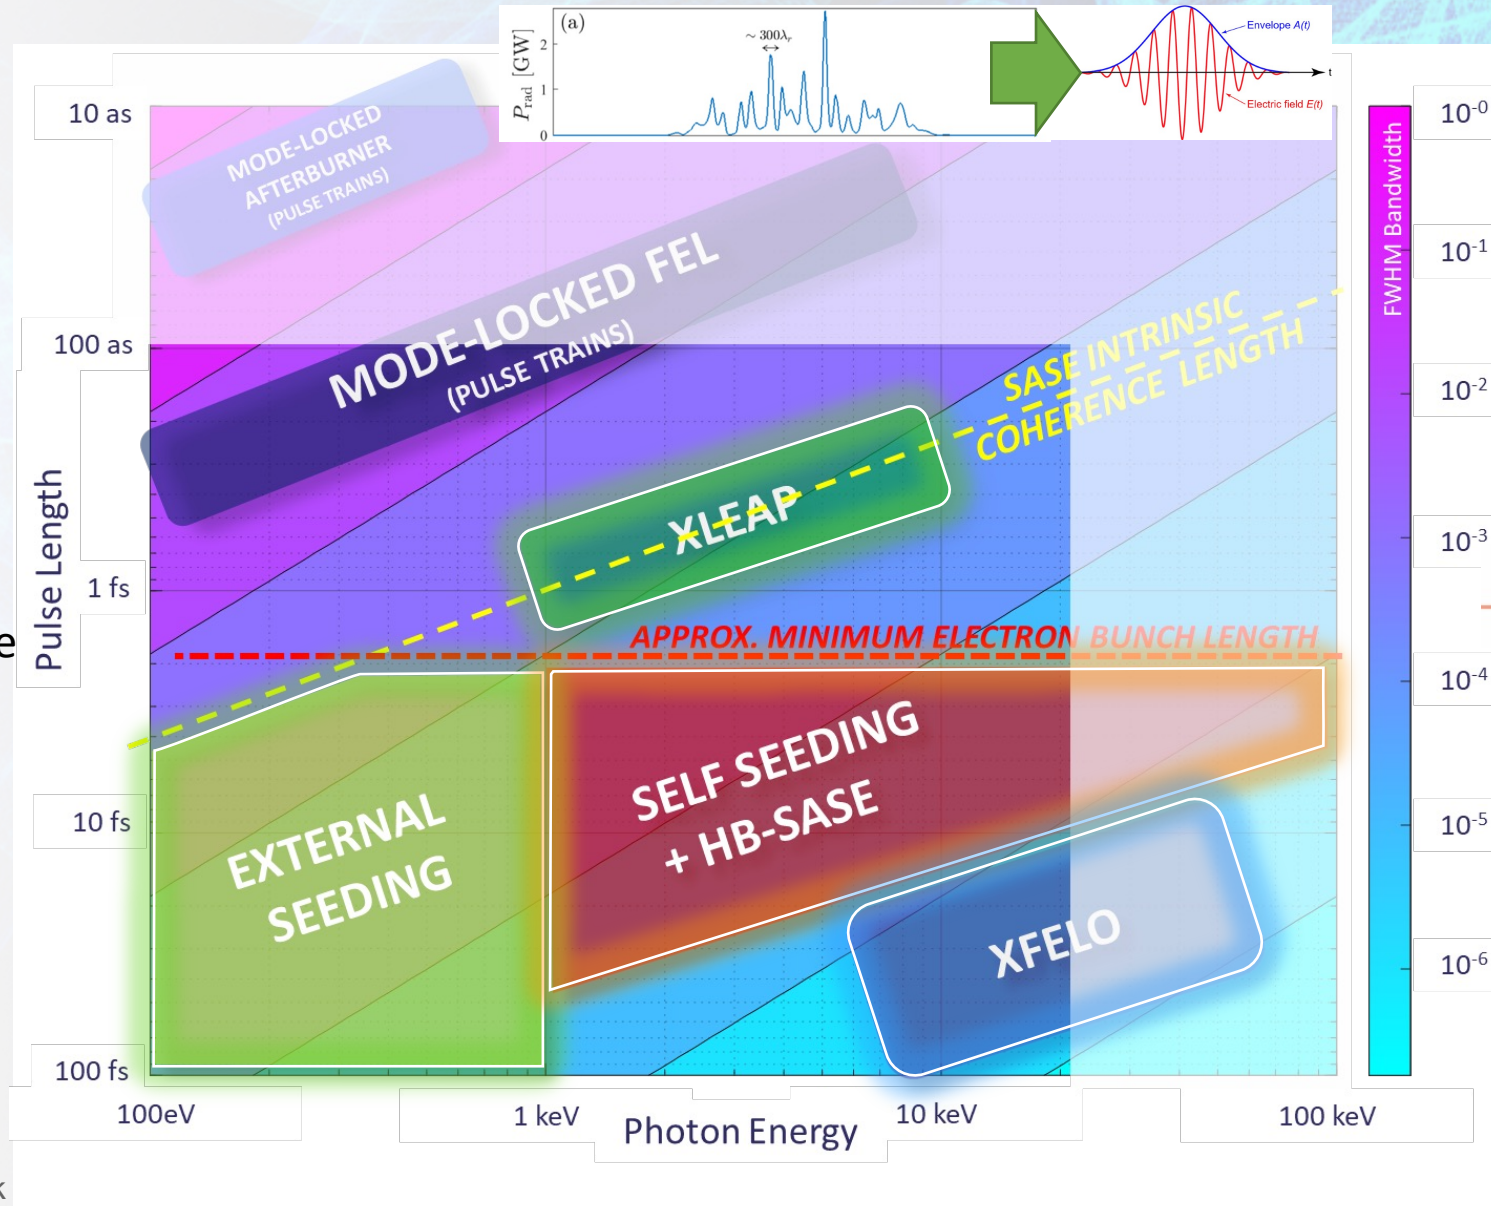 (a)
~ 300λr
Prad [GW]
2
1
0
Envelope A(t)
t
Electric field E(t)
10 as
100 as
1 fs
10 fs
100 fs
Pulse Length
e
k
MODE-LOCKED
AFTERBURNER
(PULSE TRAINS)
MODE-LOCKED FEL
(PULSE TRAINS)
SASE INTRINSIC
COHERENCE LENGTH
XLEAP
APPROX. MINIMUM ELECTRON BUNCH LENGTH
EXTERNAL
SEEDING
SELF SEEDING
+ HB-SASE
XFELO
100eV
1 keV
10 keV
100 keV
Photon Energy
FWHM Bandwidth
10-0
10-1
10-2
10-3
10-4
10-5
10-6